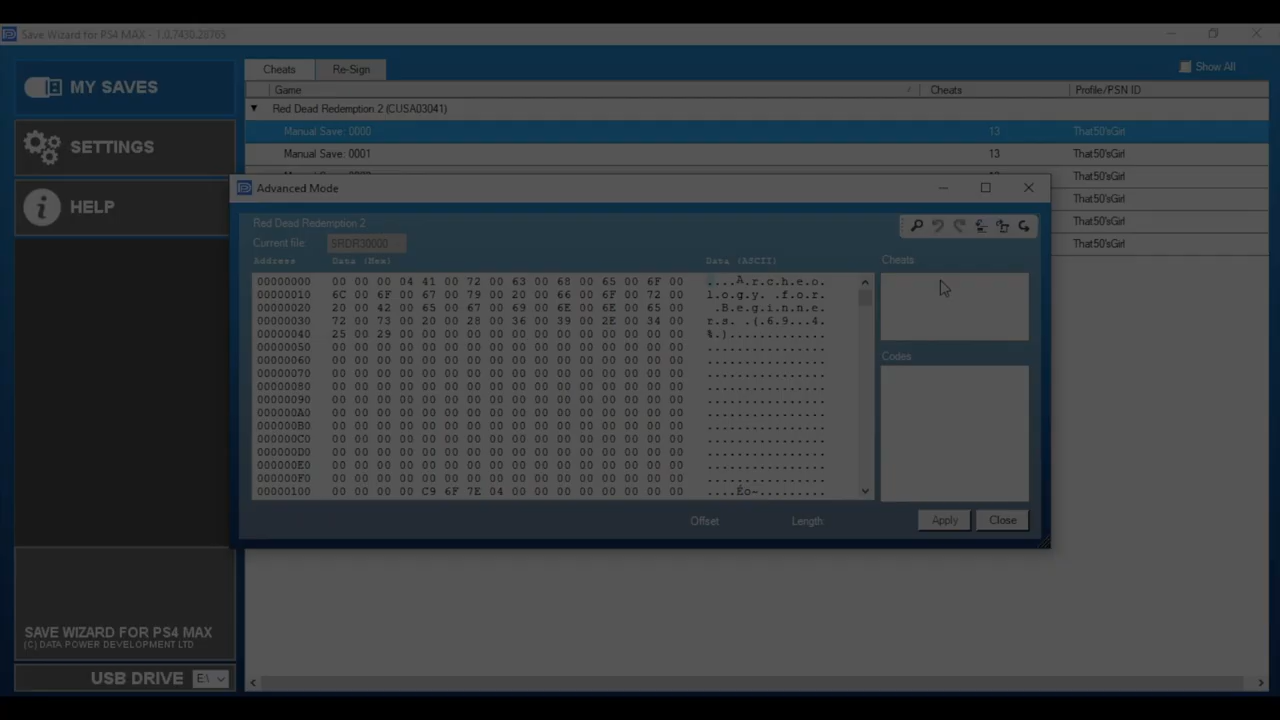 Save Wizard for PS4 MAX - 1.0.7430.28765
MY SAVES
SETTINGS
HELP
Cheats Re-Sign
Show All
Game Cheats Profile/PSN ID
Red Dead Redemption 2 (CUSA03041)
Manual Save: 0000 13 That50'sGirl
Manual Save: 0001 13 That50'sGirl
That50'sGirl
That50'sGirl
That50'sGirl
That50'sGirl
Advanced Mode
Red Dead Redemption 2
Current file: SRDR30000
Address Data (Hex) Data (ASCII)
00000000 00 00 00 04 41 00 72 00 63 00 68 00 65 00 6F 00 ....A.r.c.h.e.o.
00000010 6C 00 6F 00 67 00 79 00 20 00 66 00 6F 00 72 00 l.o.g.y. .f.o.r.
00000020 20 00 42 00 65 00 67 00 69 00 6E 00 6E 00 65 00 .B.e.g.i.n.n.e.
00000030 72 00 73 00 20 00 28 00 36 00 39 00 2E 00 34 00 r.s. .(.6.9...4.
00000040 25 00 29 00 00 00 00 00 00 00 00 00 00 00 00 00 %.).............
00000050 00 00 00 00 00 00 00 00 00 00 00 00 00 00 00 00 ................
00000060 00 00 00 00 00 00 00 00 00 00 00 00 00 00 00 00 ................
00000070 00 00 00 00 00 00 00 00 00 00 00 00 00 00 00 00 ................
00000080 00 00 00 00 00 00 00 00 00 00 00 00 00 00 00 00 ................
00000090 00 00 00 00 00 00 00 00 00 00 00 00 00 00 00 00 ................
000000A0 00 00 00 00 00 00 00 00 00 00 00 00 00 00 00 00 ................
000000B0 00 00 00 00 00 00 00 00 00 00 00 00 00 00 00 00 ................
000000C0 00 00 00 00 00 00 00 00 00 00 00 00 00 00 00 00 ................
000000D0 00 00 00 00 00 00 00 00 00 00 00 00 00 00 00 00 ................
000000E0 00 00 00 00 00 00 00 00 00 00 00 00 00 00 00 00 ................
000000F0 00 00 00 00 00 00 00 00 00 00 00 00 00 00 00 00 ................
00000100 00 00 00 00 C9 6F 7E 04 00 00 00 00 00 00 00 00 ....Éo~.........
Cheats
Codes
Offset Length
Apply Close
SAVE WIZARD FOR PS4 MAX
(C) DATA POWER DEVELOPMENT LTD
USB DRIVE E:\